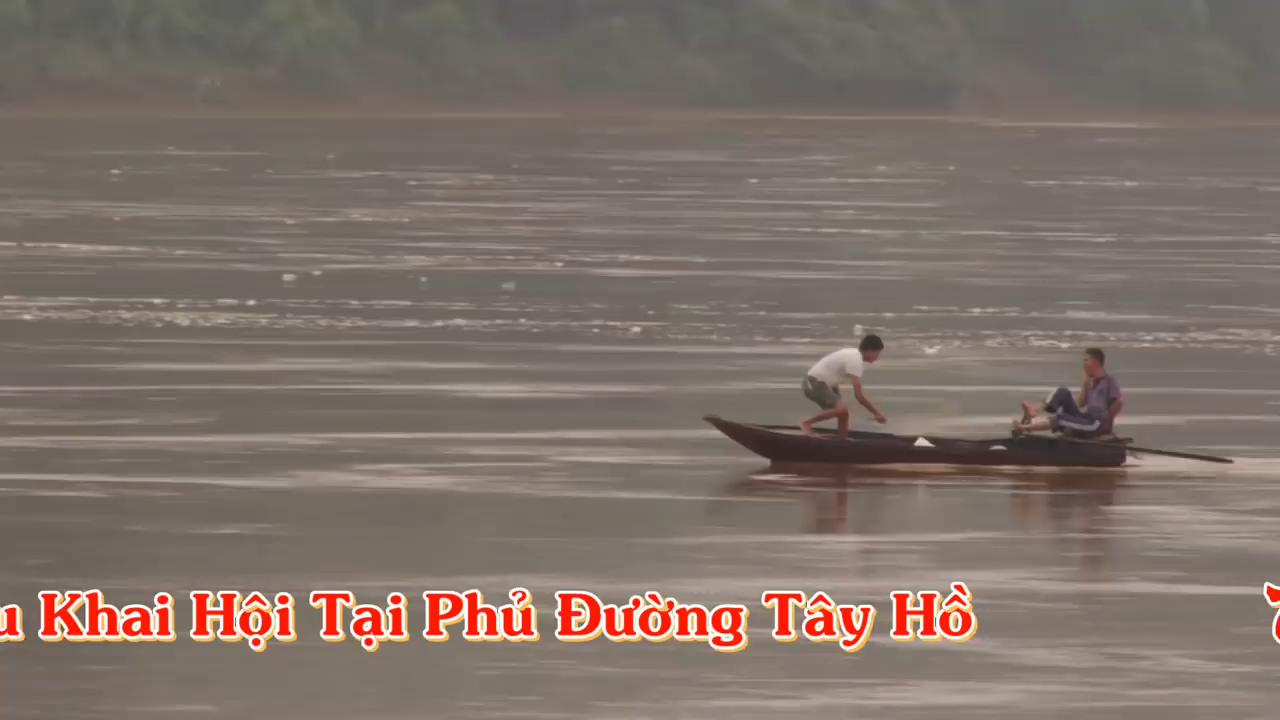 Khai Hội Tại Phủ Đường Tây Hồ